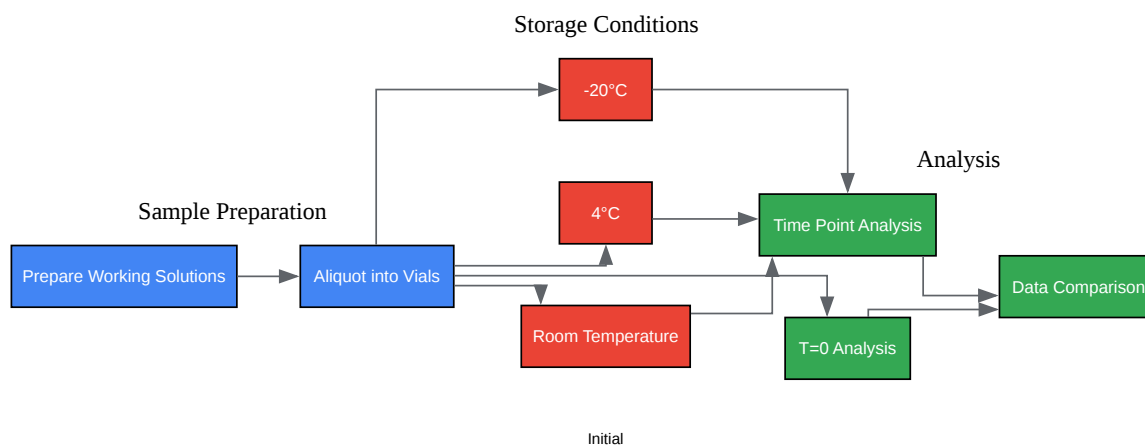 Storage Conditions
-20°C
Analysis
4°C
Sample Preparation
Time Point Analysis
Prepare Working Solutions
Aliquot into Vials
Data Comparison
Room Temperature
T=0 Analysis
Initial